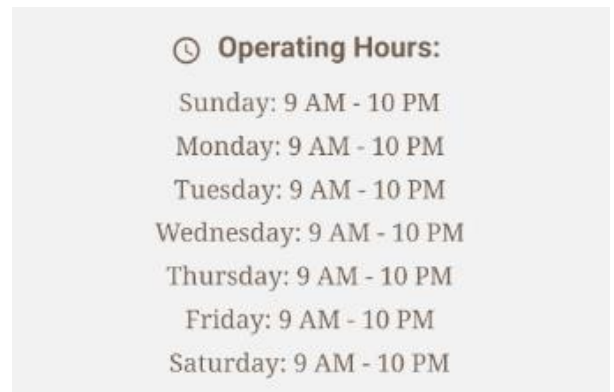 Operating Hours:
Sunday: 9 AM - 10 PM
Monday: 9 AM - 10 PM
Tuesday: 9 AM - 10 PM
Wednesday: 9 AM - 10 PM
Thursday: 9 AM - 10 PM
Friday: 9 AM - 10 PM
Saturday: 9 AM - 10 PM